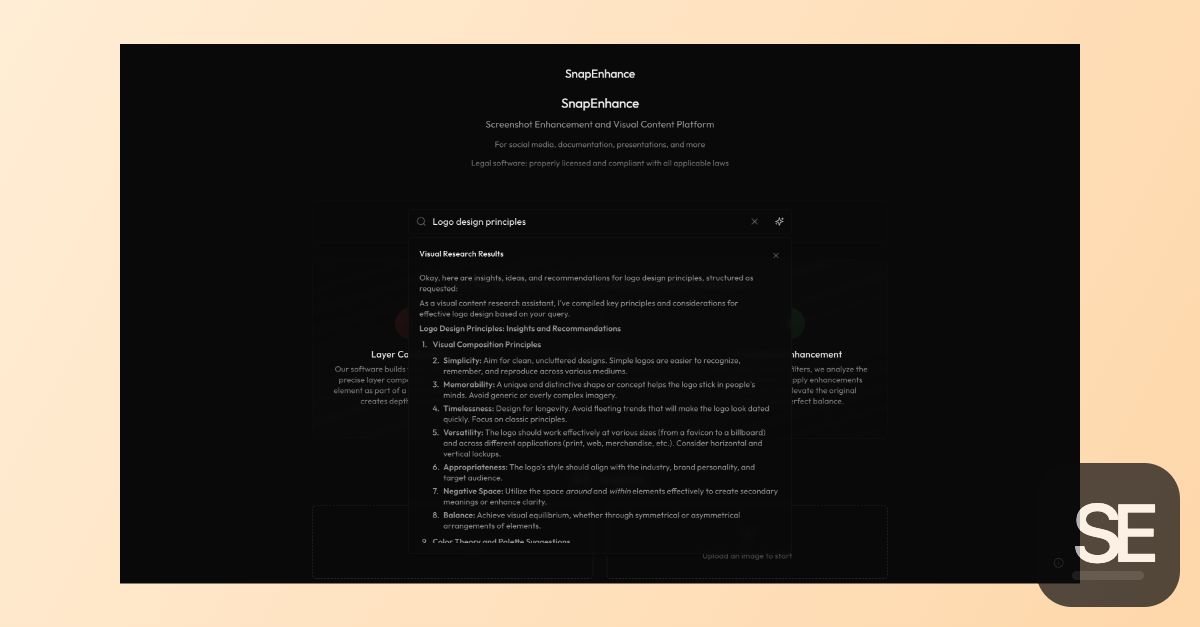 SnapEnhance
SnapEnhance
Screenshot Enhancement and Visual Content Platform
For social media, documentation, presentations, and more
Legal software: properly licensed and compliant with all applicable laws
Logo design principles
Visual Research Results
Okay, here are insights, ideas, and recommendations for logo design principles, structured as
requested:
As a visual content research assistant, I've compiled key principles and considerations for
effective logo design based on your query.
Logo Design Principles: Insights and Recommendations
1. Visual Composition Principles
2. Simplicity: Aim for clean, uncluttered designs. Simple logos are easier to recognize,
remember, and reproduce across various mediums.
3. Memorability: A unique and distinctive shape or concept helps the logo stick in people's
minds. Avoid generic or overly complex imagery.
4. Timelessness: Design for longevity. Avoid fleeting trends that will make the logo look dated
quickly. Focus on classic principles.
5. Versatility: The logo should work effectively at various sizes (from a favicon to a billboard)
and across different applications (print, web, merchandise, etc.). Consider horizontal and
vertical lockups.
6. Appropriateness: The logo's style should align with the industry, brand personality, and
target audience.
7. Negative Space: Utilize the space around and within elements effectively to create secondary
meanings or enhance clarity.
8. Balance: Achieve visual equilibrium, whether through symmetrical or asymmetrical
arrangements of elements.
9. Color Theory and Palette Suggestions
Layer Co
Our software builds
precise layer compo
element as part of a
creates depth
nhancement
filters, we analyze the
pply enhancements
elevate the original
erfect balance.
Upload an image to start
SE